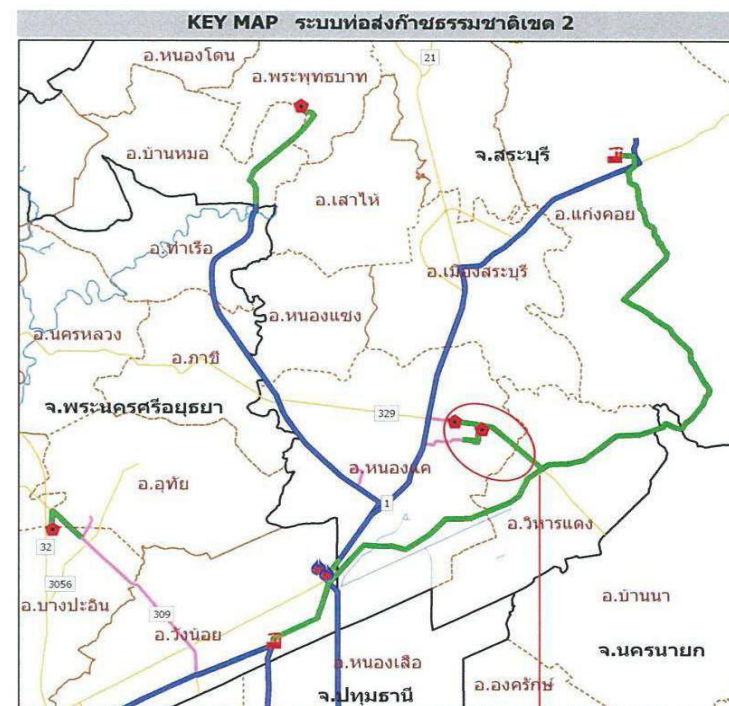 KEY MAP ระบบท่อส่งก๊าซธรรมชาติเขต 2
อ.หนองโดน
อ.พระพุทธบาท
21
อ.บ้านหมอ
จ.สระบุรี
อ.เสาไห้
อ.แก่งคอย
อ.ท่าเรือ
อ.เมืองสระบุรี
อ.หนองแซง
อ.นครหลวง
อ.ภาชี
จ.พระนครศรีอยุธยา
329
อ.หนองแค
อ.อุทัย
1
อ.วิหารแดง
32
3056
อ.บางปะอิน
309
อ.วังน้อย
อ.บ้านนา
อ.หนองเสือ
จ.นครนายก
จ.ปทุมธานี
อ.องครักษ์